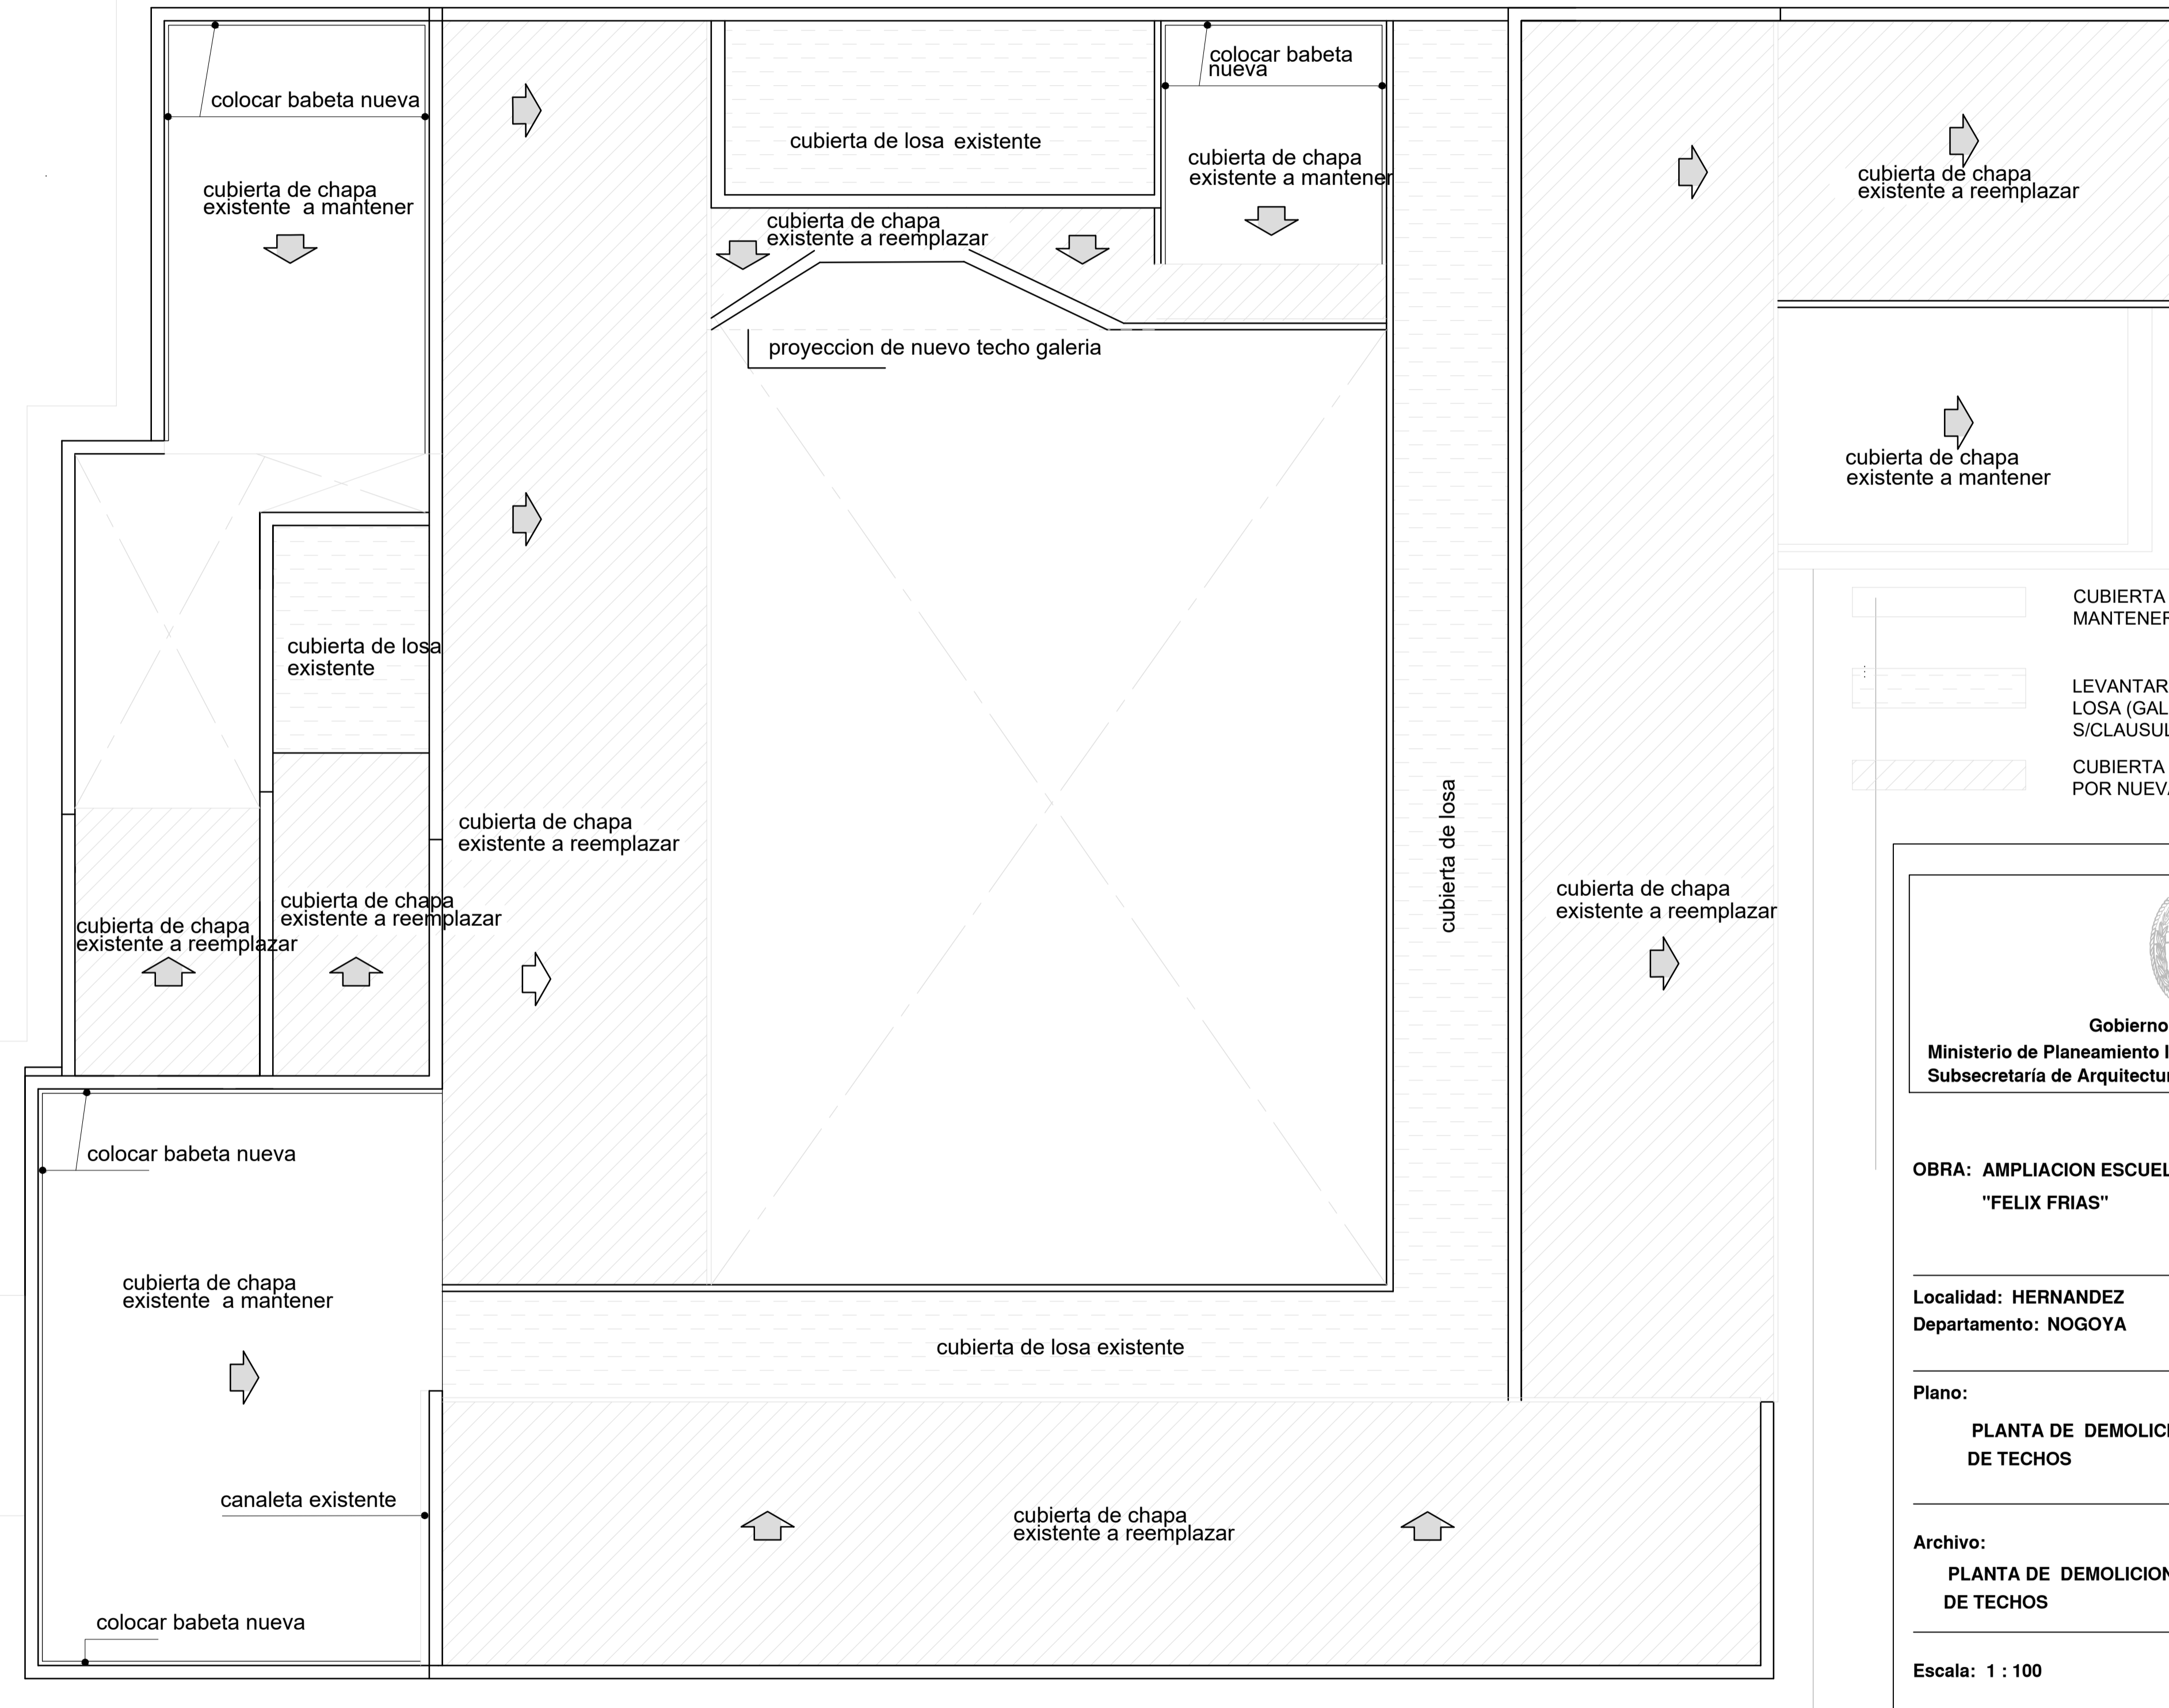 colocar babeta nueva
cubierta de chapa
existente a mantener
cubierta de losa existente
colocar babeta
nueva
cubierta de chapa
existente a mantener
cubierta de chapa
existente a reemplazar
proyeccion de nuevo techo galeria
cubierta de chapa
existente a reemplazar
cubierta de chapa
existente a mantener
cubierta de losa
existente
cubierta de chapa
existente a reemplazar
cubierta de chapa
existente a reemplazar
cubierta de chapa
existente a reemplazar
cubierta de losa
cubierta de chapa
existente a reemplazar
colocar babeta nueva
cubierta de chapa
existente a mantener
cubierta de losa existente
canaleta existente
cubierta de chapa
existente a reemplazar
colocar babeta nueva
CUBIERTA
MANTENER
LEVANTAR
LOSA (GAL
S/CLAUSUL
CUBIERTA
POR NUEVA
Gobierno
Ministerio de Planeamiento I
Subsecretaría de Arquitectur
OBRA: AMPLIACION ESCUEL
"FELIX FRIAS"
Localidad: HERNANDEZ
Departamento: NOGOYA
Plano:
PLANTA DE DEMOLICI
DE TECHOS
Archivo:
PLANTA DE DEMOLICION
DE TECHOS
Escala: 1 : 100